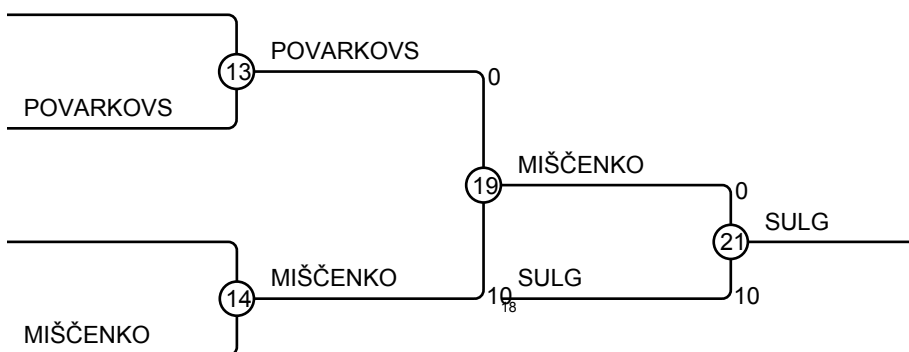 POVARKOVS
13
0
POVARKOVS
MIŠČENKO
19
0
SULG
21
MIŠČENKO
10
SULG
10
14
18
MIŠČENKO